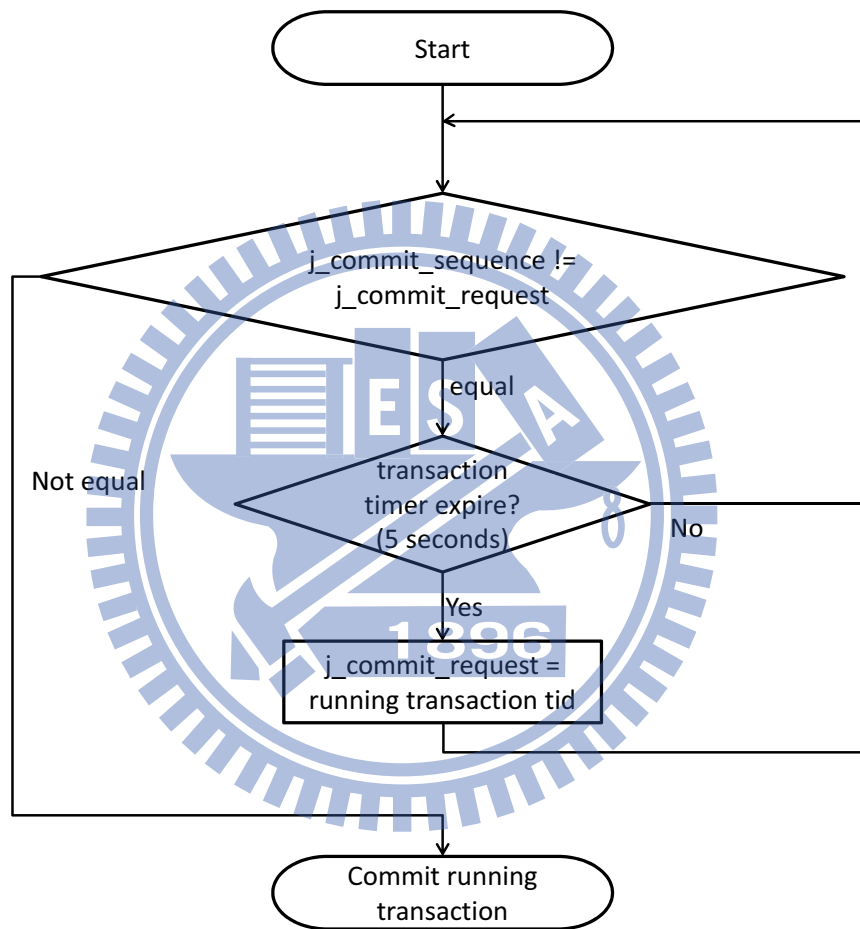 Start
j_commit_sequence !=
j_commit_request
equal
Not equal
transaction
timer expire?
(5 seconds)
No
Yes
j_commit_request =
running transaction tid
Commit running
transaction
E S A
1896